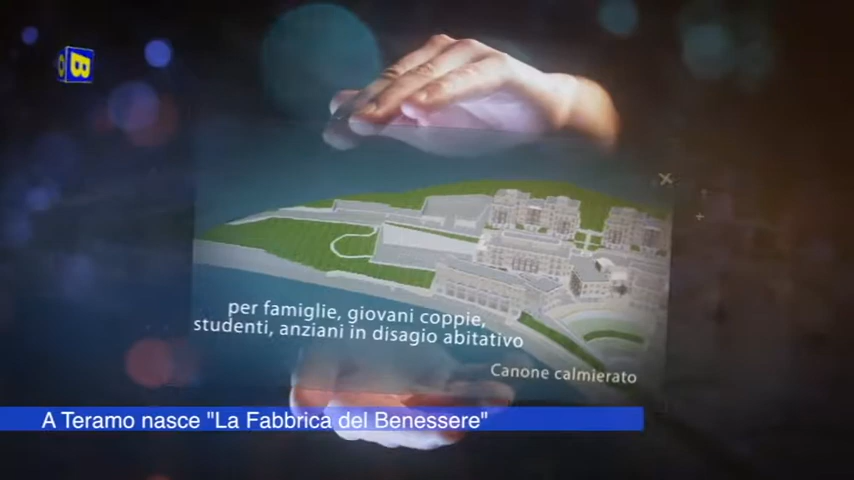 B
per famiglie, giovani coppie,
studenti, anziani in disagio abitativo
Canone calmierato
A Teramo nasce "La Fabbrica del Benessere"